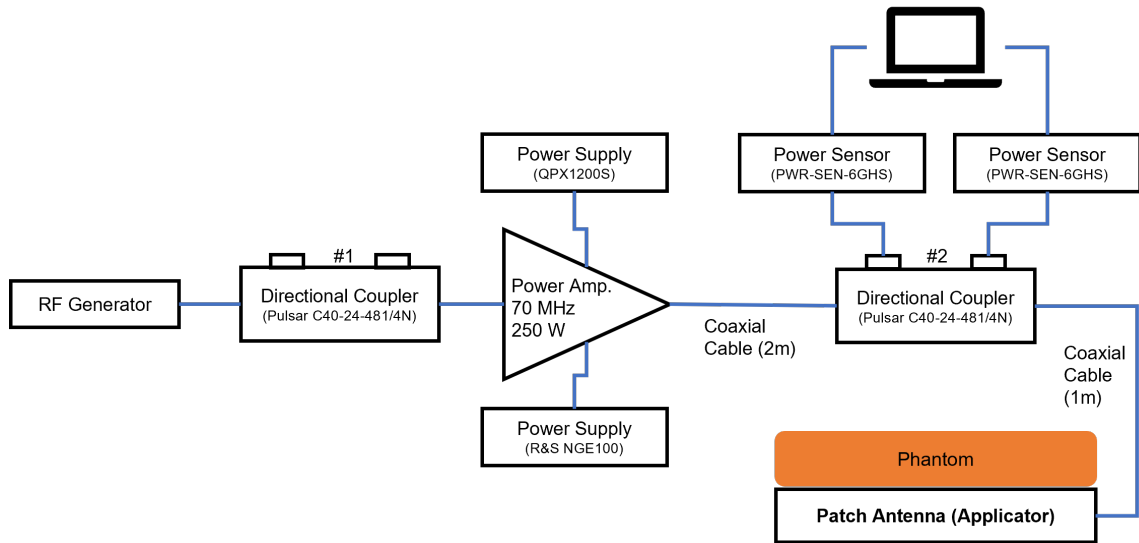 Power Supply
(QPX1200S)
Power Sensor
(PWR-SEN-6GHS)
Power Sensor
(PWR-SEN-6GHS)
#1
#2
RF Generator
Directional Coupler
(Pulsar C40-24-481/4N)
Power Amp.
70 MHz
250 W
Directional Coupler
(Pulsar C40-24-481/4N)
Coaxial
Cable (2m)
Coaxial
Cable
(1m)
Power Supply
(R&S NGE100)
Phantom
Patch Antenna (Applicator)